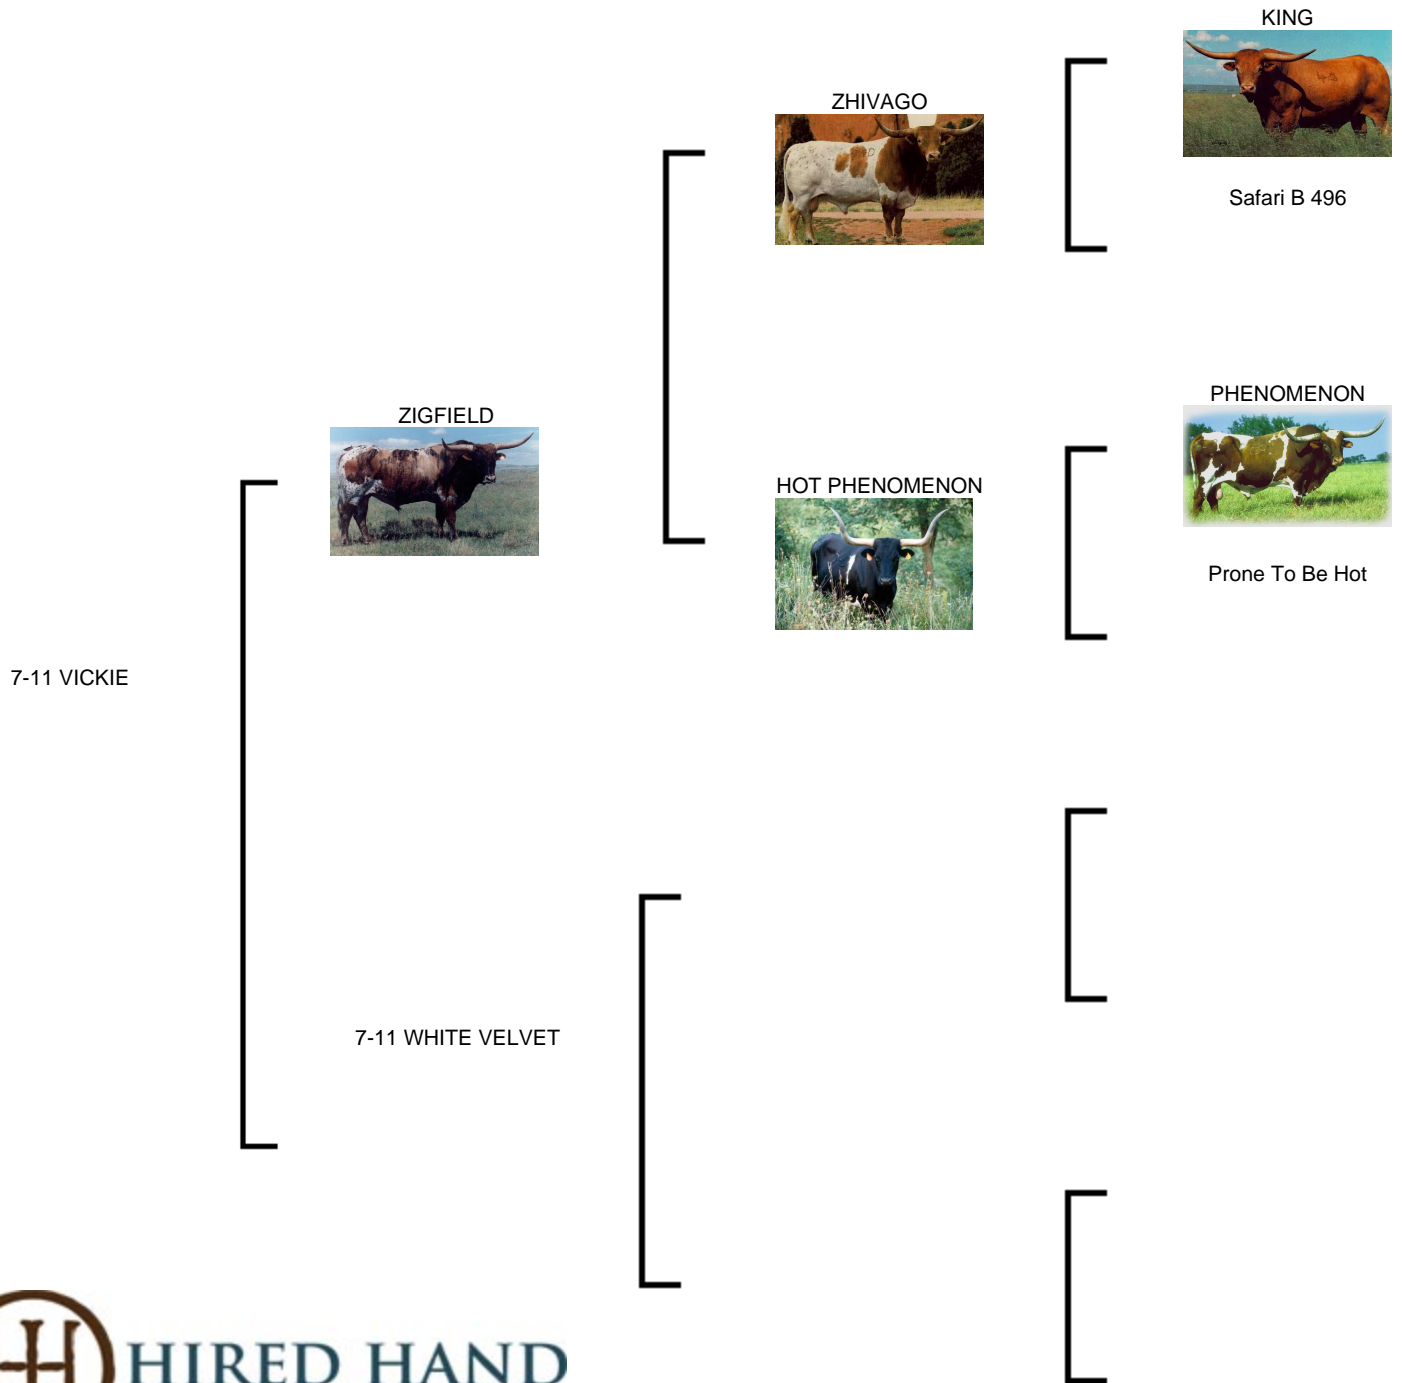 KING
ZHIVAGO
Safari B 496
PHENOMENON
ZIGFIELD
HOT PHENOMENON
Prone To Be Hot
7-11 VICKIE
7-11 WHITE VELVET
H HIRED HAND